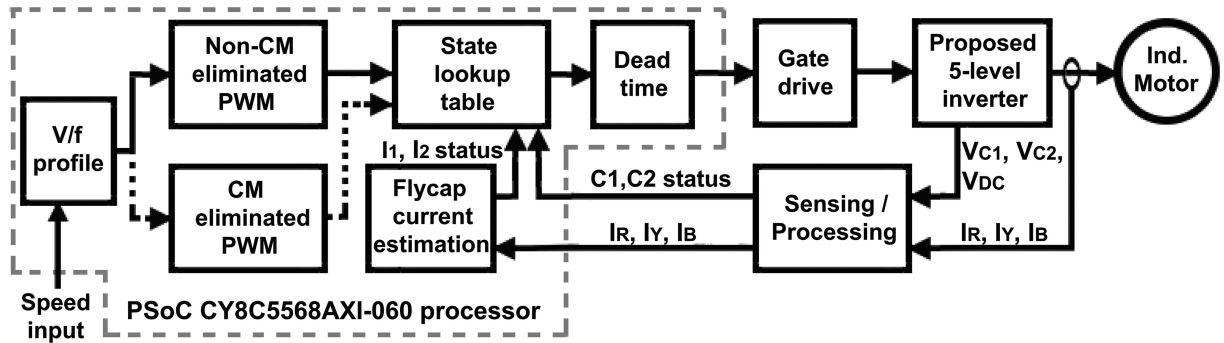 V/f
profile
Speed
input
Non-CM
eliminated
PWM
CM
eliminated
PWM
State
lookup
table
Dead
time
Gate
drive
Proposed
5-level
inverter
Ind.
Motor
I1, I2 status
Flycap
current
estimation
C1,C2 status
IR, IY, IB
Sensing /
Processing
VC1, VC2,
VDC
IR, IY, IB
PSoC CY8C5568AXI-060 processor